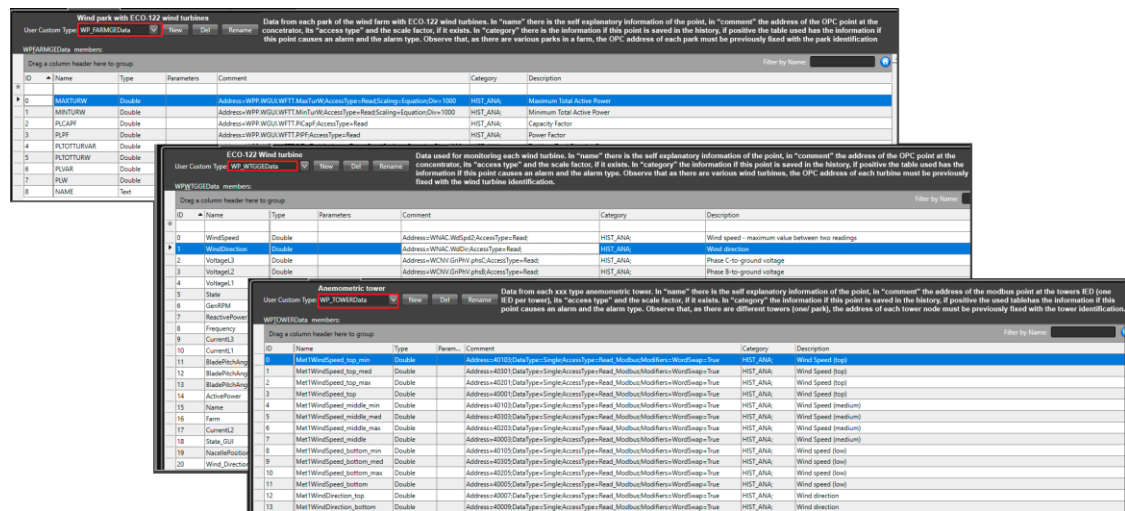 Wind park with ECO-122 wind turbines
Data from each park of the wind farm with ECO-122 wind turbines. In "name" there is the self explanatory information of the point, in "comment" the address of the OPC point at the
concetrator, its "access type" and the scale factor, if it exists. In "category" there is the information if this point is saved in the history, if positive the table used has the information if
this point causes an alarm and the alarm type. Observe that, as there are various parks in a farm, the OPC address of each park must be previously fixed with the park identification
User Custom Type: WP_FARMGEData New Del Rename
WPFARMGEData members:
Drag a column header here to group Filter by Name:
ID Name Type Parameters Comment Category Description
0 MAXTURW Double Address=WPP.WGUI.WFTT.MaxTurW;AccessType=Read;Scaling=Equation;Div=1000 HIST_ANA; Maximum Total Active Power
1 MINTURW Double Address=WPP.WGUI.WFTT.MinTurW;AccessType=Read;Scaling=Equation;Div=1000 HIST_ANA; Minimum Total Active Power
2 PLCAPF Double Address=WPP.WGUI.WFTT.PlCapF;AccessType=Read HIST_ANA; Capacity Factor
3 PLPF Double Address=WPP.WGUI.WFTT.PlPF;AccessType=Read HIST_ANA; Power Factor
4 PLTOTTURVAR Double
5 PLTOTTURW Double
6 PLVAR Double
7 PLW Double
8 NAME Text
ECO-122 Wind turbine
Data used for monitoring each wind turbine. In "name" there is the self explanatory information of the point, in "comment" the address of the OPC point at the
concentrator, its "access type" and the scale factor, if it exists. In "category" the information if this point is saved in the history, if positive the table used has the
information if this point causes an alarm and the alarm type. Observe that as there are various wind turbines, the OPC address of each turbine must be previously
fixed with the wind turbine identification.
User Custom Type: WP_WTGGEData New Del Rename
WPWTGGEData members:
Drag a column header here to group Filter by Name:
ID Name Type Parameters Comment Category Description
0 WindSpeed Double Address=WNAC.WdSpd2;AccessType=Read; HIST_ANA; Wind speed - maximum value between two readings
1 WindDirection Double Address=WNAC.WdDir;AccessType=Read; HIST_ANA; Wind direction
2 VoltageL3 Double Address=WCNV.GriPhV.phsC;AccessType=Read; HIST_ANA; Phase C-to-ground voltage
3 VoltageL2 Double Address=WCNV.GriPhV.phsB;AccessType=Read; HIST_ANA; Phase B-to-ground voltage
4 VoltageL1
5 State
6 GenRPM
7 ReactivePower
8 Frequency
9 CurrentL3
10 CurrentL1
11 BladePitchAng
12 BladePitchAng
13 BladePitchAng
14 ActivePower
15 Name
16 Farm
17 CurrentL2
18 State_GUI
19 NacellePosition
20 Wind_Direction
Anemometric tower
Data from each xxx type anemometric tower. In "name" there is the self explanatory information of the point, in "comment" the address of the modbus point at the towers IED (one
IED per tower), its "access type" and the scale factor, if it exists. In "category" the information if this point is saved in the history, if positive the used tablehas the information if this
point causes an alarm and the alarm type. Observe that, as there are different towers (one/ park), the address of each tower node must be previously fixed with the tower identification.
User Custom Type: WP_TOWERData New Del Rename
WPTOWERData members:
Drag a column header here to group Filter by Name:
ID Name Type Param... Comment Category Description
0 Met1WindSpeed_top_min Double Address=40103;DataType=Single;AccessType=Read_Modbus;Modifiers=WordSwap=True HIST_ANA; Wind Speed (top)
1 Met1WindSpeed_top_med Double Address=40301;DataType=Single;AccessType=Read_Modbus;Modifiers=WordSwap=True HIST_ANA; Wind Speed (top)
2 Met1WindSpeed_top_max Double Address=40201;DataType=Single;AccessType=Read_Modbus;Modifiers=WordSwap=True HIST_ANA; Wind Speed (top)
3 Met1WindSpeed_top Double Address=40001;DataType=Single;AccessType=Read_Modbus;Modifiers=WordSwap=True HIST_ANA; Wind Speed (top)
4 Met1WindSpeed_middle_min Double Address=40103;DataType=Single;AccessType=Read_Modbus;Modifiers=WordSwap=True HIST_ANA; Wind Speed (medium)
5 Met1WindSpeed_middle_med Double Address=40303;DataType=Single;AccessType=Read_Modbus;Modifiers=WordSwap=True HIST_ANA; Wind Speed (medium)
6 Met1WindSpeed_middle_max Double Address=40203;DataType=Single;AccessType=Read_Modbus;Modifiers=WordSwap=True HIST_ANA; Wind Speed (medium)
7 Met1WindSpeed_middle Double Address=40003;DataType=Single;AccessType=Read_Modbus;Modifiers=WordSwap=True HIST_ANA; Wind Speed (medium)
8 Met1WindSpeed_bottom_min Double Address=40105;DataType=Single;AccessType=Read_Modbus;Modifiers=WordSwap=True HIST_ANA; Wind speed (low)
9 Met1WindSpeed_bottom_med Double Address=40305;DataType=Single;AccessType=Read_Modbus;Modifiers=WordSwap=True HIST_ANA; Wind speed (low)
10 Met1WindSpeed_bottom_max Double Address=40205;DataType=Single;AccessType=Read_Modbus;Modifiers=WordSwap=True HIST_ANA; Wind speed (low)
11 Met1WindSpeed_bottom Double Address=40005;DataType=Single;AccessType=Read_Modbus;Modifiers=WordSwap=True HIST_ANA; Wind speed (low)
12 Met1WindDirection_top Double Address=40007;DataType=Single;AccessType=Read_Modbus;Modifiers=WordSwap=True HIST_ANA; Wind direction
13 Met1WindDirection_bottom Double Address=40009;DataType=Single;AccessType=Read_Modbus;Modifiers=WordSwap=True HIST_ANA; Wind direction